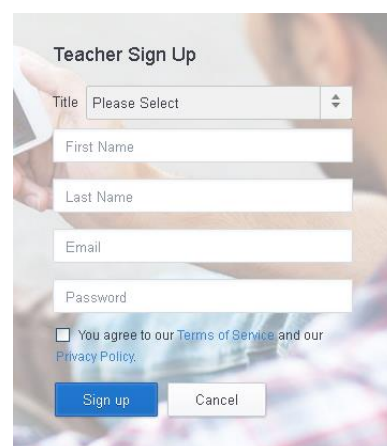 Teacher Sign Up
Title Please Select
First Name
Last Name
Email
Password
You agree to our Terms of Service and our
Privacy Policy.
Sign up Cancel